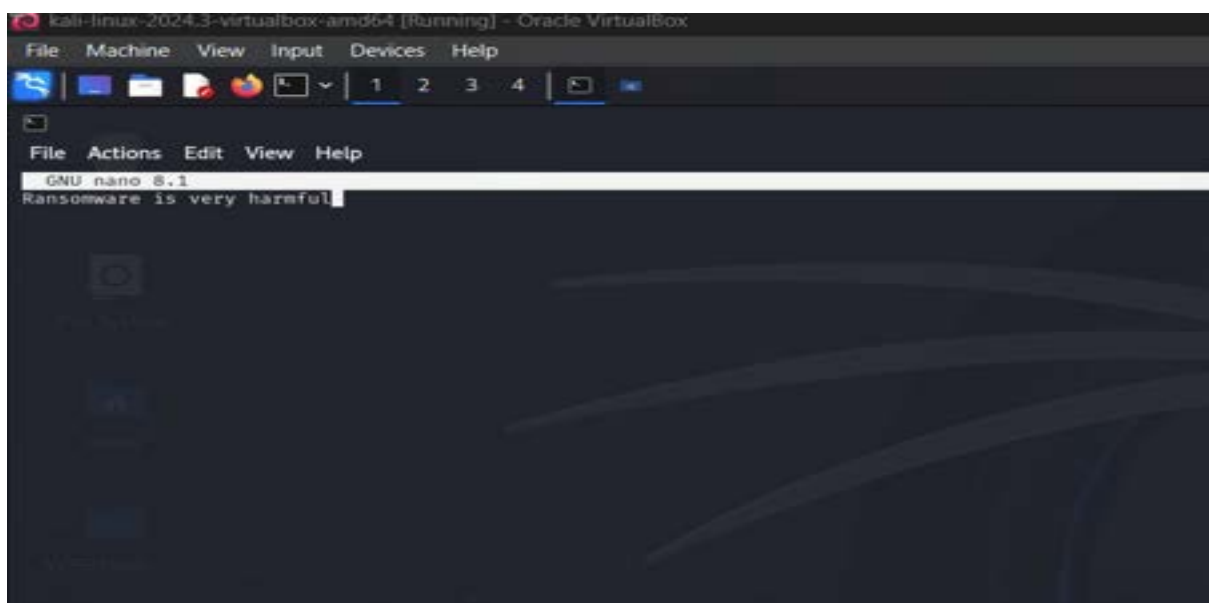 kali-linux-2024.3-virtualbox-amd64 [Running] - Oracle VirtualBox
File Machine View Input Devices Help
1 2 3 4
File Actions Edit View Help
GNU nano 8.1
Ransomware is very harmful